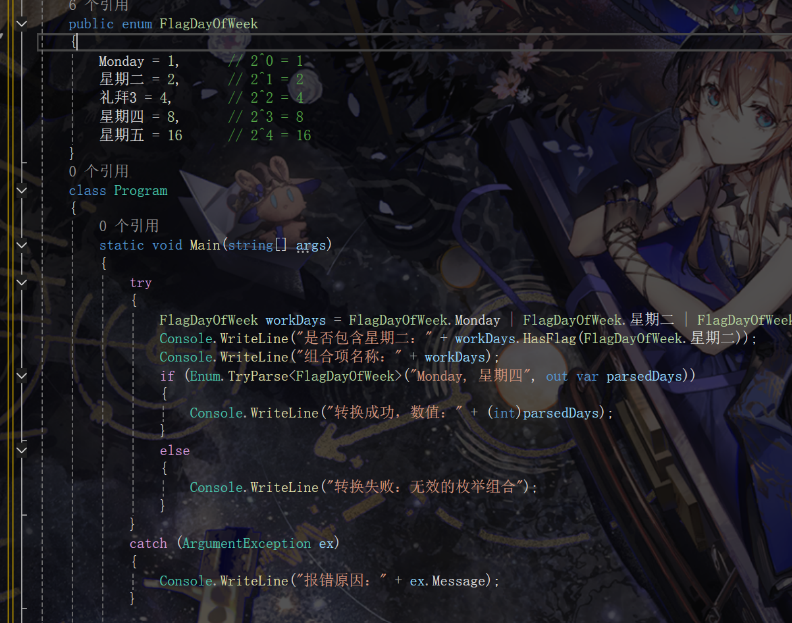 6 个引用
public enum FlagDayOfWeek
{
Monday = 1, // 2^0 = 1
星期二 = 2, // 2^1 = 2
礼拜3 = 4, // 2^2 = 4
星期四 = 8, // 2^3 = 8
星期五 = 16 // 2^4 = 16
}
0 个引用
class Program
{
0 个引用
static void Main(string[] args)
{
try
{
FlagDayOfWeek workDays = FlagDayOfWeek.Monday | FlagDayOfWeek.星期二 | FlagDayOfWeek
Console.WriteLine("是否包含星期二：" + workDays.HasFlag(FlagDayOfWeek.星期二));
Console.WriteLine("组合项名称：" + workDays);
if (Enum.TryParse<FlagDayOfWeek>("Monday, 星期四", out var parsedDays))
{
Console.WriteLine("转换成功，数值：" + (int)parsedDays);
}
else
{
Console.WriteLine("转换失败：无效的枚举组合");
}
}
catch (ArgumentException ex)
{
Console.WriteLine("报错原因：" + ex.Message);
}